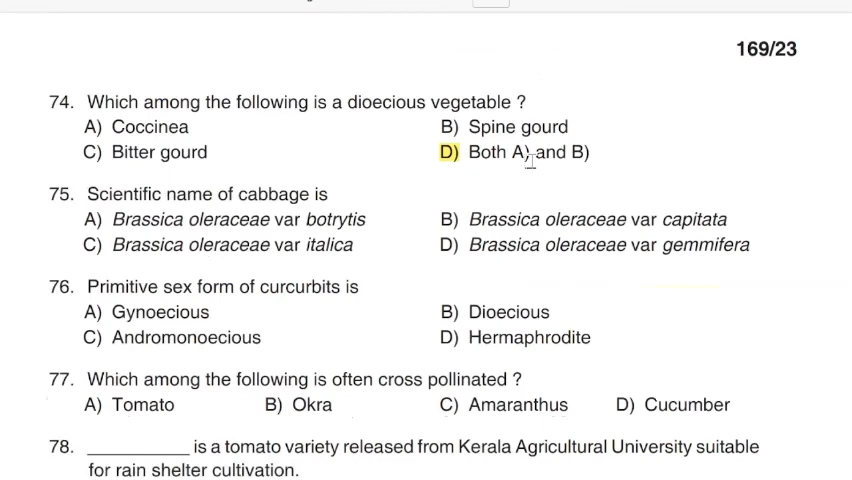 169/23
74. Which among the following is a dioecious vegetable ?
A) Coccinea B) Spine gourd
C) Bitter gourd D) Both A) and B)
75. Scientific name of cabbage is
A) Brassica oleraceae var botrytis B) Brassica oleraceae var capitata
C) Brassica oleraceae var italica D) Brassica oleraceae var gemmifera
76. Primitive sex form of curcurbits is
A) Gynoecious B) Dioecious
C) Andromonoecious D) Hermaphrodite
77. Which among the following is often cross pollinated ?
A) Tomato B) Okra C) Amaranthus D) Cucumber
78. __________ is a tomato variety released from Kerala Agricultural University suitable
for rain shelter cultivation.